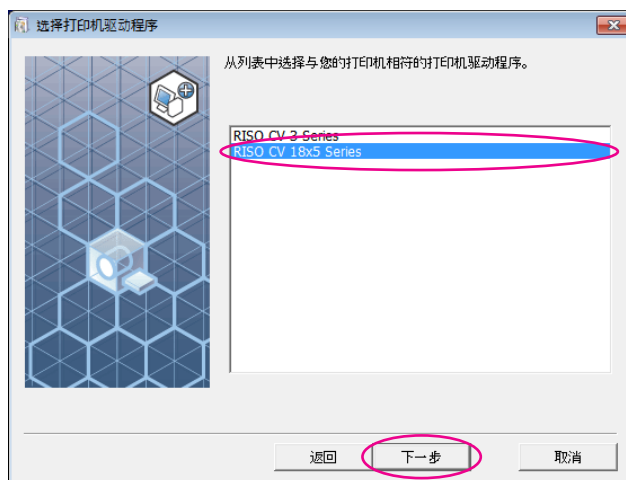 选择打印机驱动程序
从列表中选择与您的打印机相符的打印机驱动程序。
RISO CV 3 Series
RISO CV 18x5 Series
返回
下一步
取消